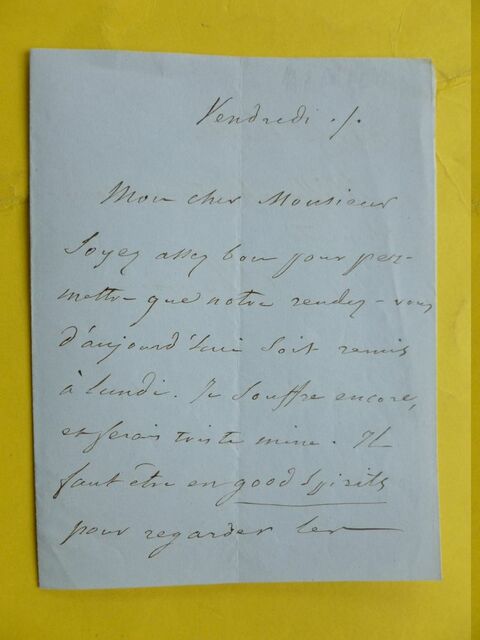 Vendredi ./.
Mon cher Monsieur
Soyez assez bon pour per-
mettre que notre rendez-vous
d'aujourd'hui soit remis
à lundi. Je souffre encore,
et ferais triste mine. Il
faut être en good spirits
pour regarder les